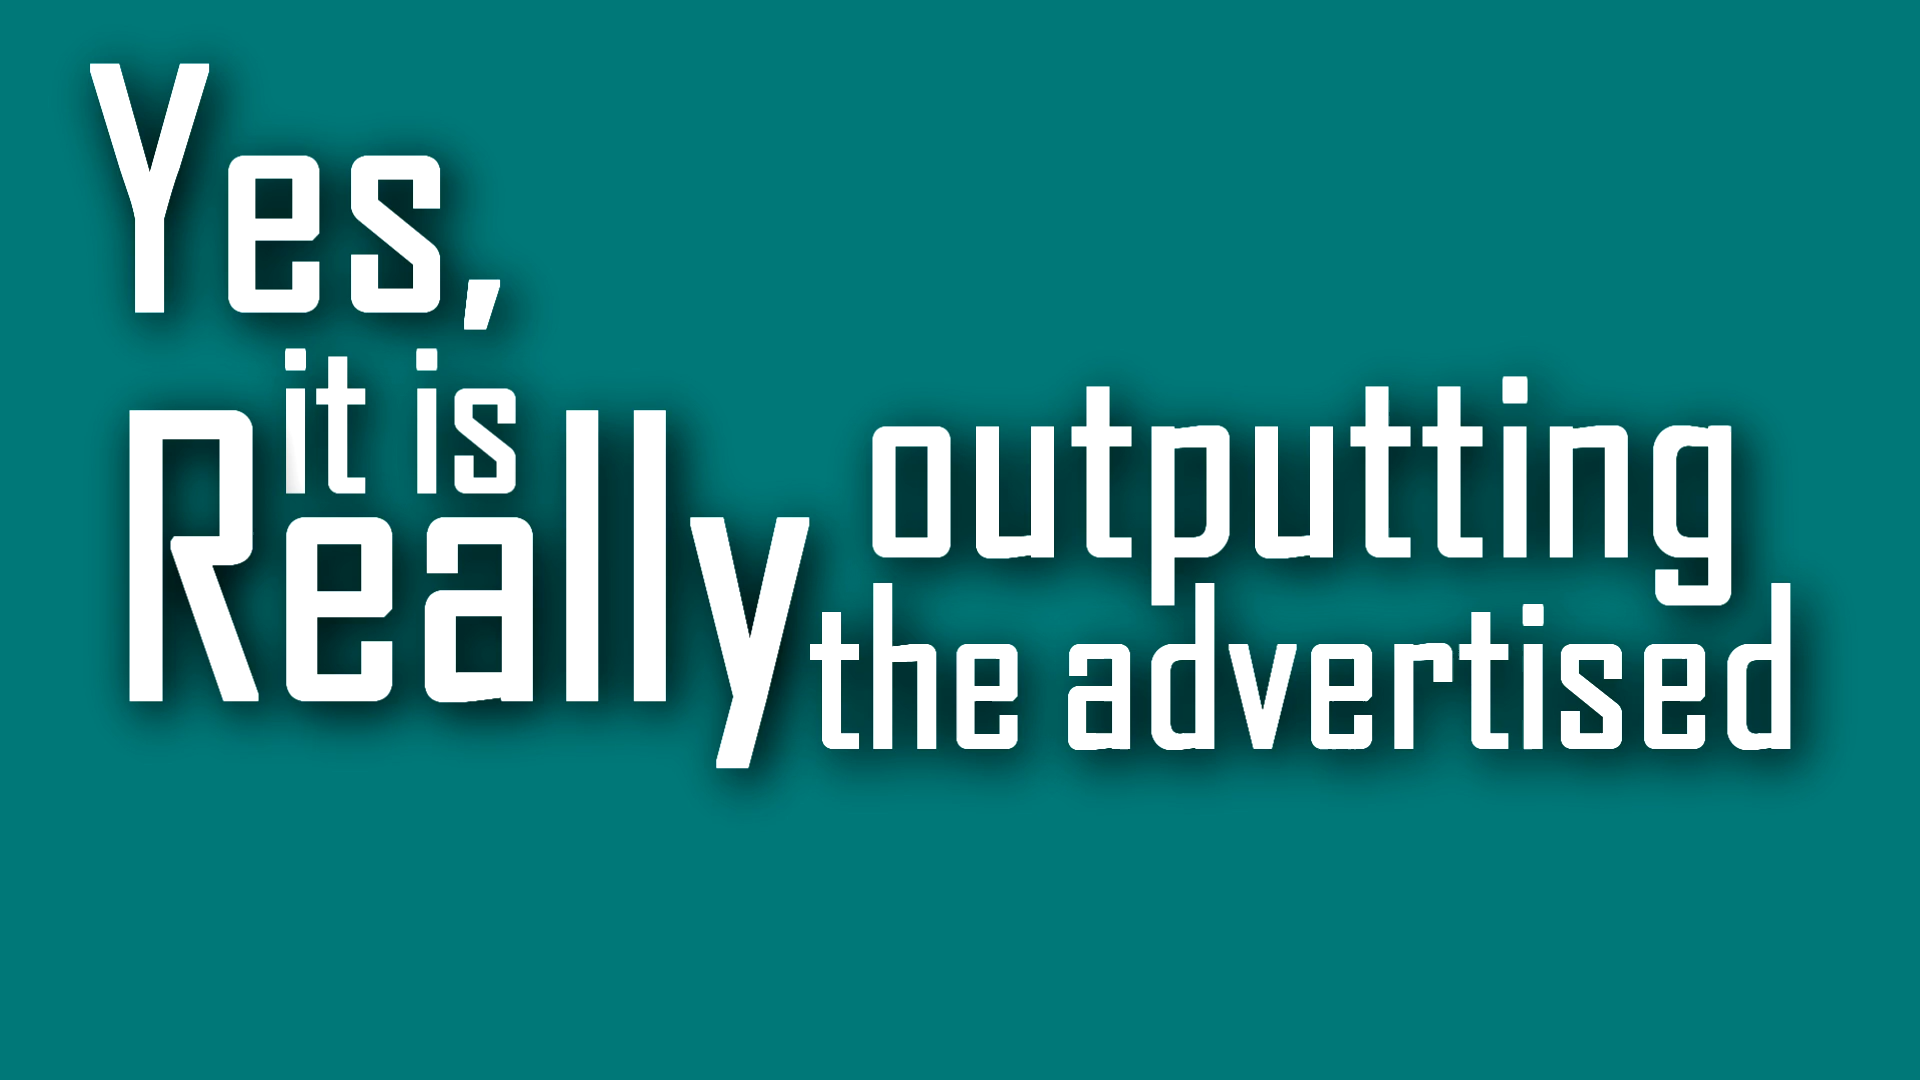 Yes,
it is
Really outputting
the advertised